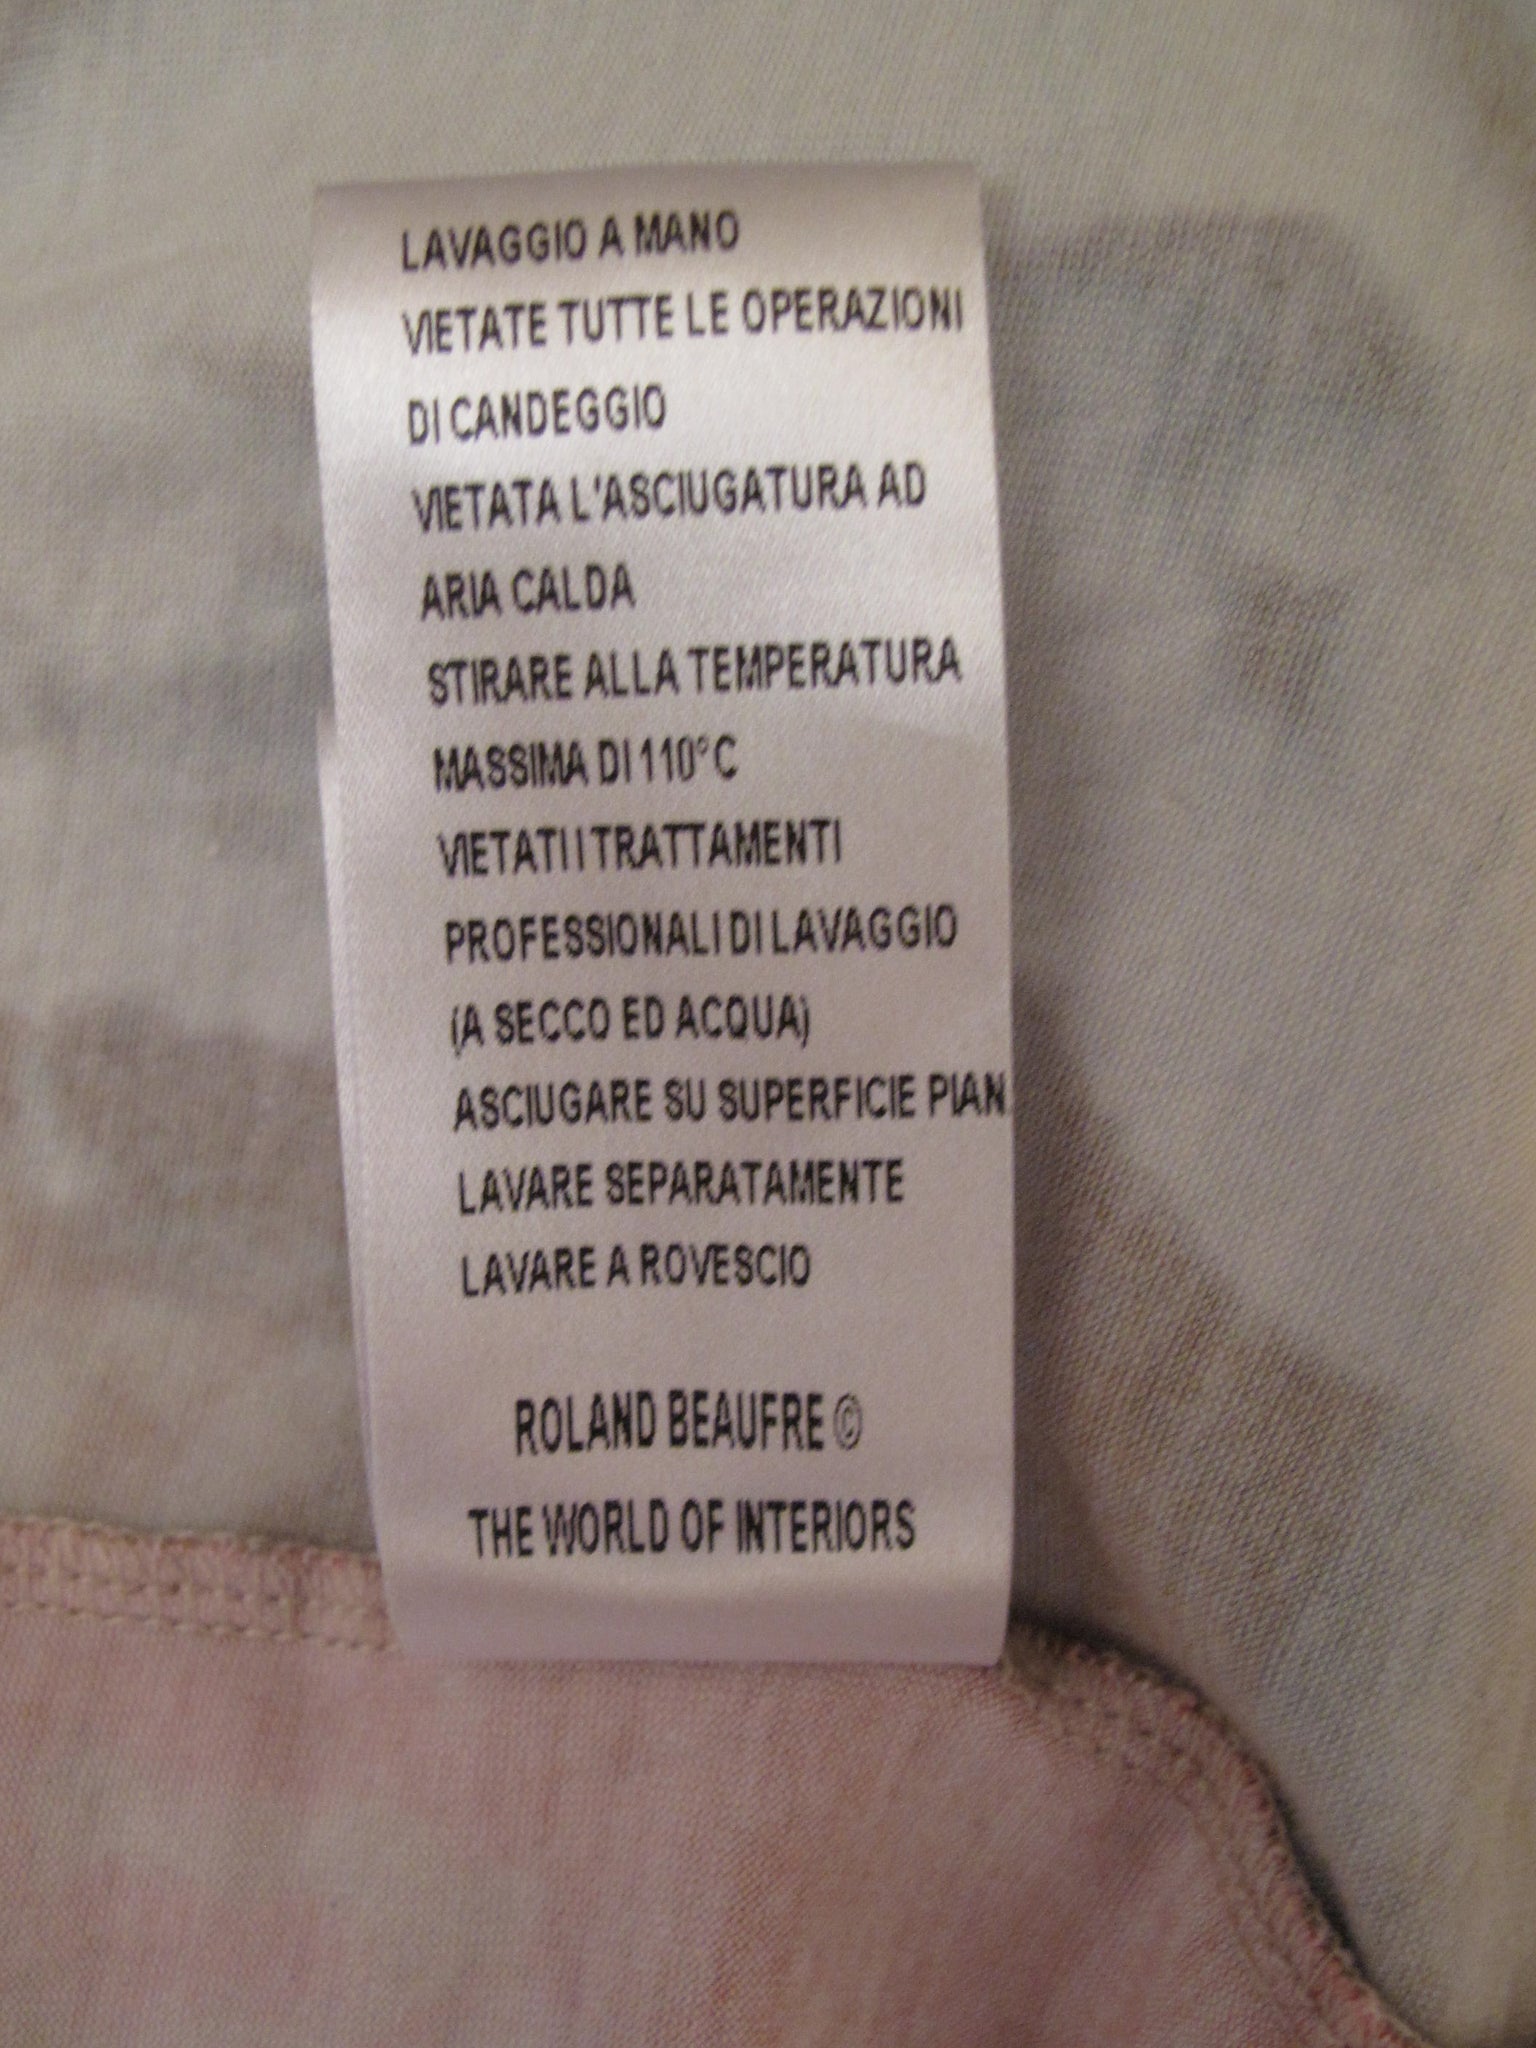 LAVAGGIO A MANO
VIETATE TUTTE LE OPERAZIONI
DI CANDEGGIO
VIETATA L'ASCIUGATURA AD
ARIA CALDA
STIRARE ALLA TEMPERATURA
MASSIMA DI 110°C
VIETATI I TRATTAMENTI
PROFESSIONALI DI LAVAGGIO
(A SECCO ED ACQUA)
ASCIUGARE SU SUPERFICIE PIAN
LAVARE SEPARATAMENTE
LAVARE A ROVESCIO
ROLAND BEAUFRE ©
THE WORLD OF INTERIORS